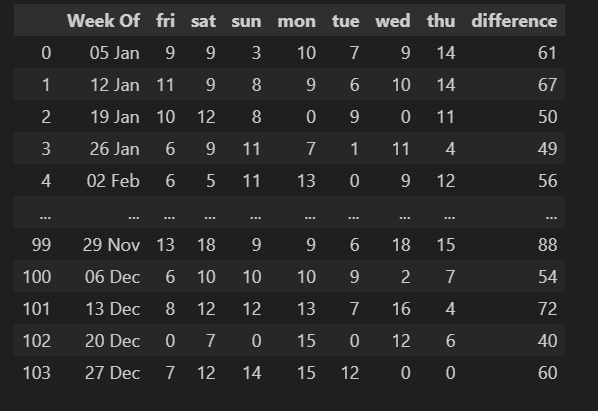 Week Of fri sat sun mon tue wed thu difference
0 05 Jan 9 9 3 10 7 9 14 61
1 12 Jan 11 9 8 9 6 10 14 67
2 19 Jan 10 12 8 0 9 0 11 50
3 26 Jan 6 9 11 7 1 11 4 49
4 02 Feb 6 5 11 13 0 9 12 56
... ... ... ... ... ... ... ... ... ...
99 29 Nov 13 18 9 9 6 18 15 88
100 06 Dec 6 10 10 10 9 2 7 54
101 13 Dec 8 12 12 13 7 16 4 72
102 20 Dec 0 7 0 15 0 12 6 40
103 27 Dec 7 12 14 15 12 0 0 60